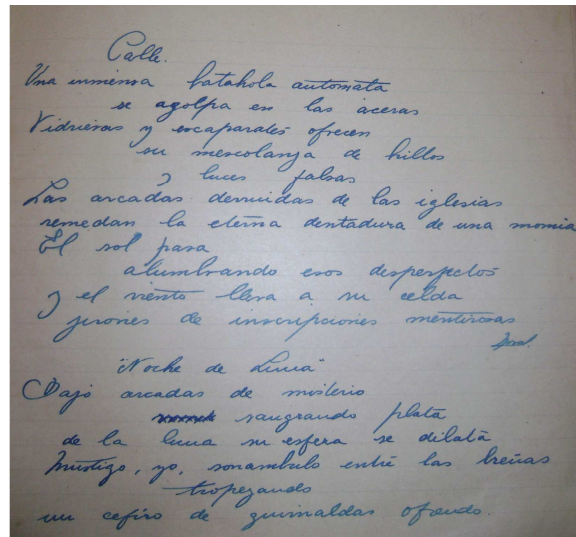 Calle.
Una inmensa batahola automata
se agolpa en las aceras
Vidrieras y escaparates ofrecen
su mescolanza de hillos
y luces falsas
Las arcadas derruidas de las iglesias
remedan la eterna dentadura de una momia
El sol pasa
alumbrando esos desperfectos
y el viento lleva a su celda
jirones de inscripciones mentirosas
"Noche de Luna"
Bajo arcadas de misterio
sangrando plata
de la luna su esfera se dilata
Mustigo, yo, sonambulo entre las breñas
tropezando
un cefiro de guirnaldas